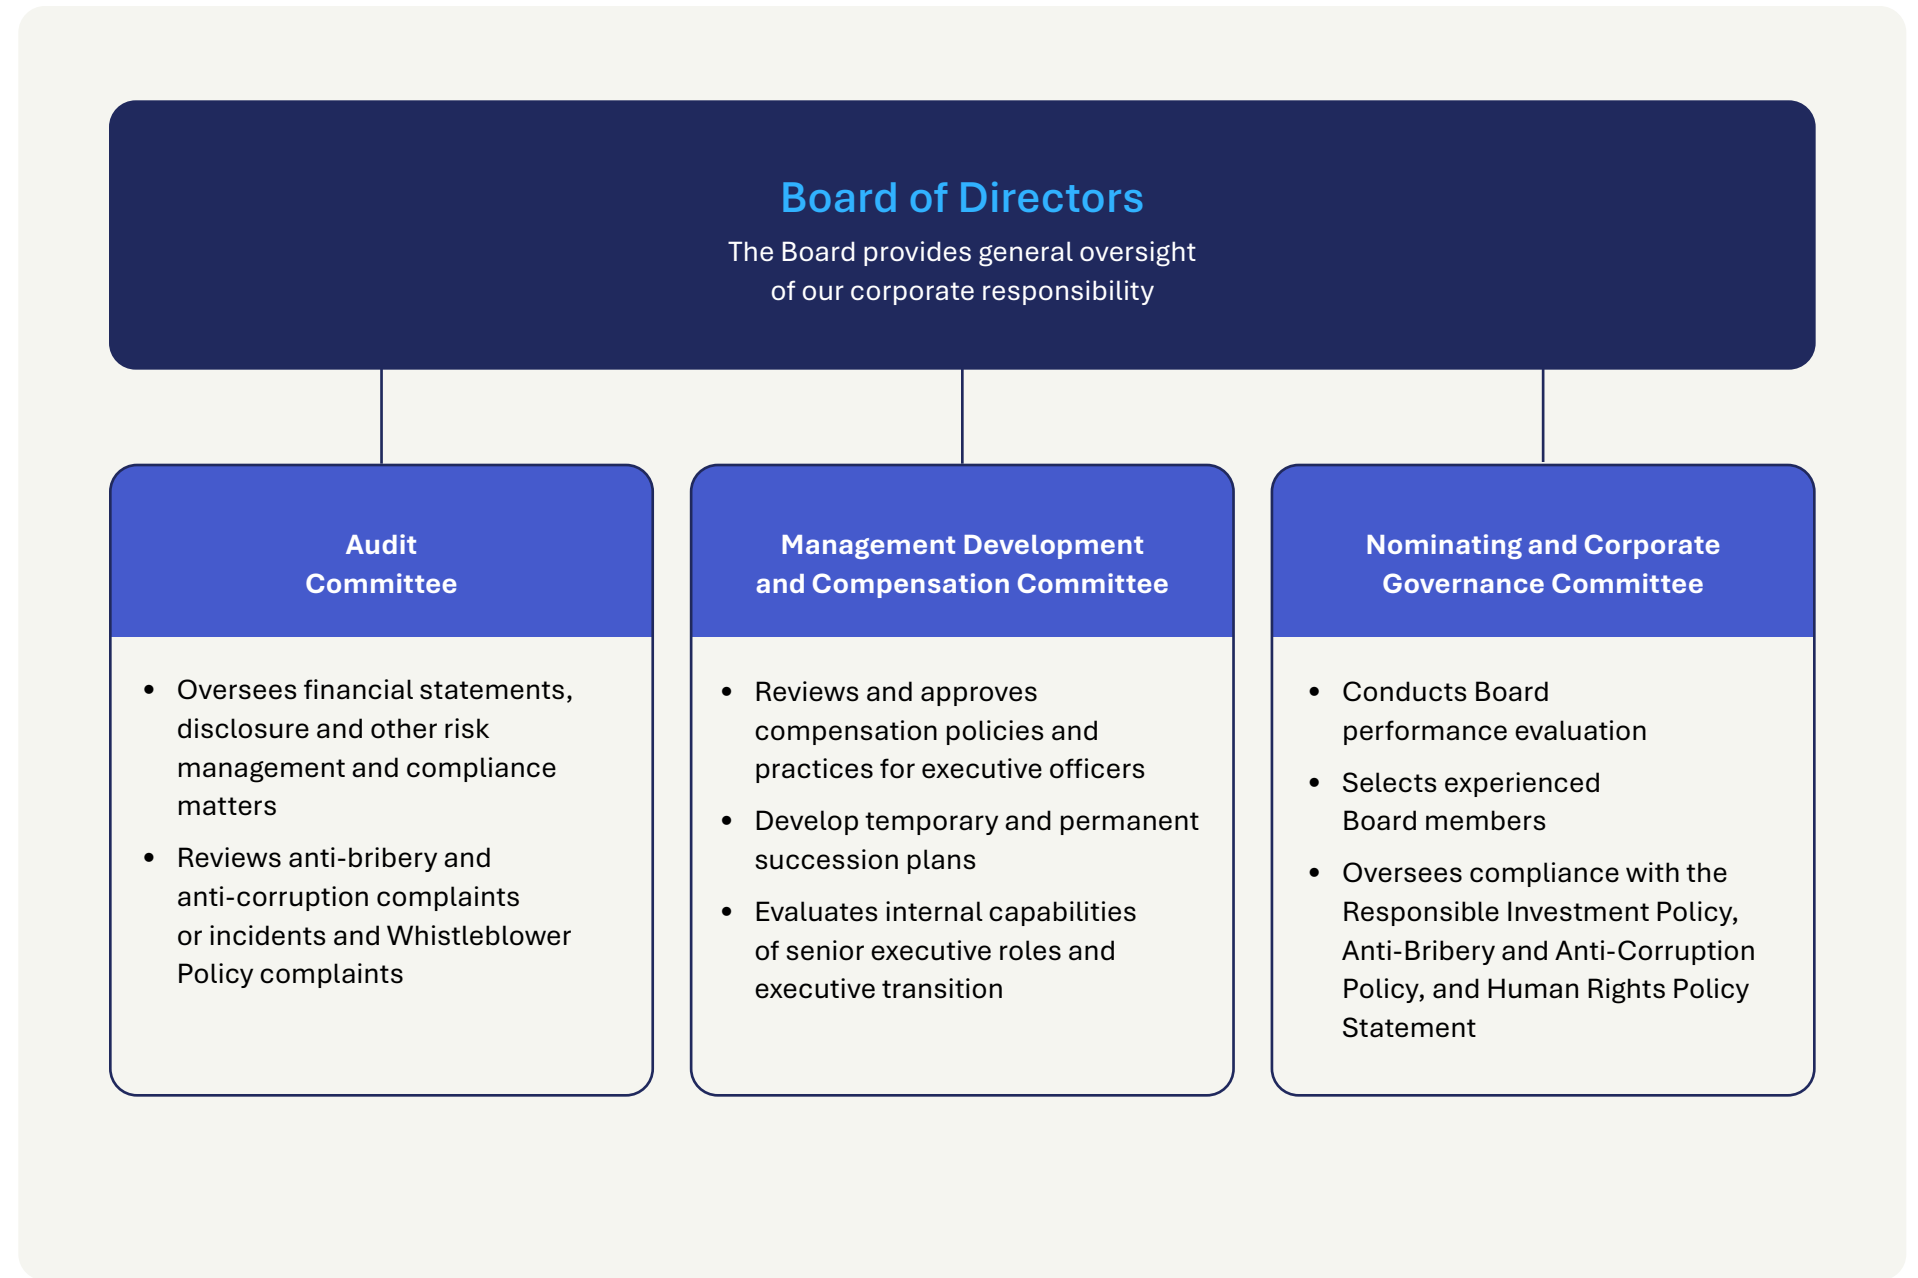 Board of Directors
The Board provides general oversight
of our corporate responsibility
Audit
Committee
• Oversees financial statements,
disclosure and other risk
management and compliance
matters
• Reviews anti-bribery and
anti-corruption complaints
or incidents and Whistleblower
Policy complaints
Management Development
and Compensation Committee
• Reviews and approves
compensation policies and
practices for executive officers
• Develop temporary and permanent
succession plans
• Evaluates internal capabilities
of senior executive roles and
executive transition
Nominating and Corporate
Governance Committee
• Conducts Board
performance evaluation
• Selects experienced
Board members
• Oversees compliance with the
Responsible Investment Policy,
Anti-Bribery and Anti-Corruption
Policy, and Human Rights Policy
Statement